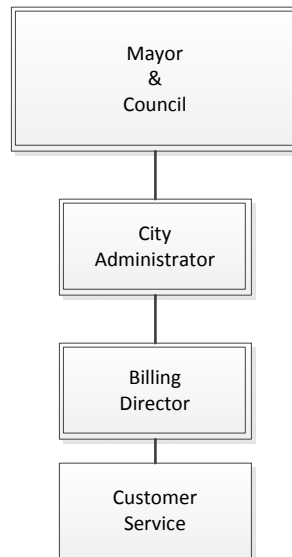 Mayor
&
Council
City
Administrator
Billing
Director
Customer
Service